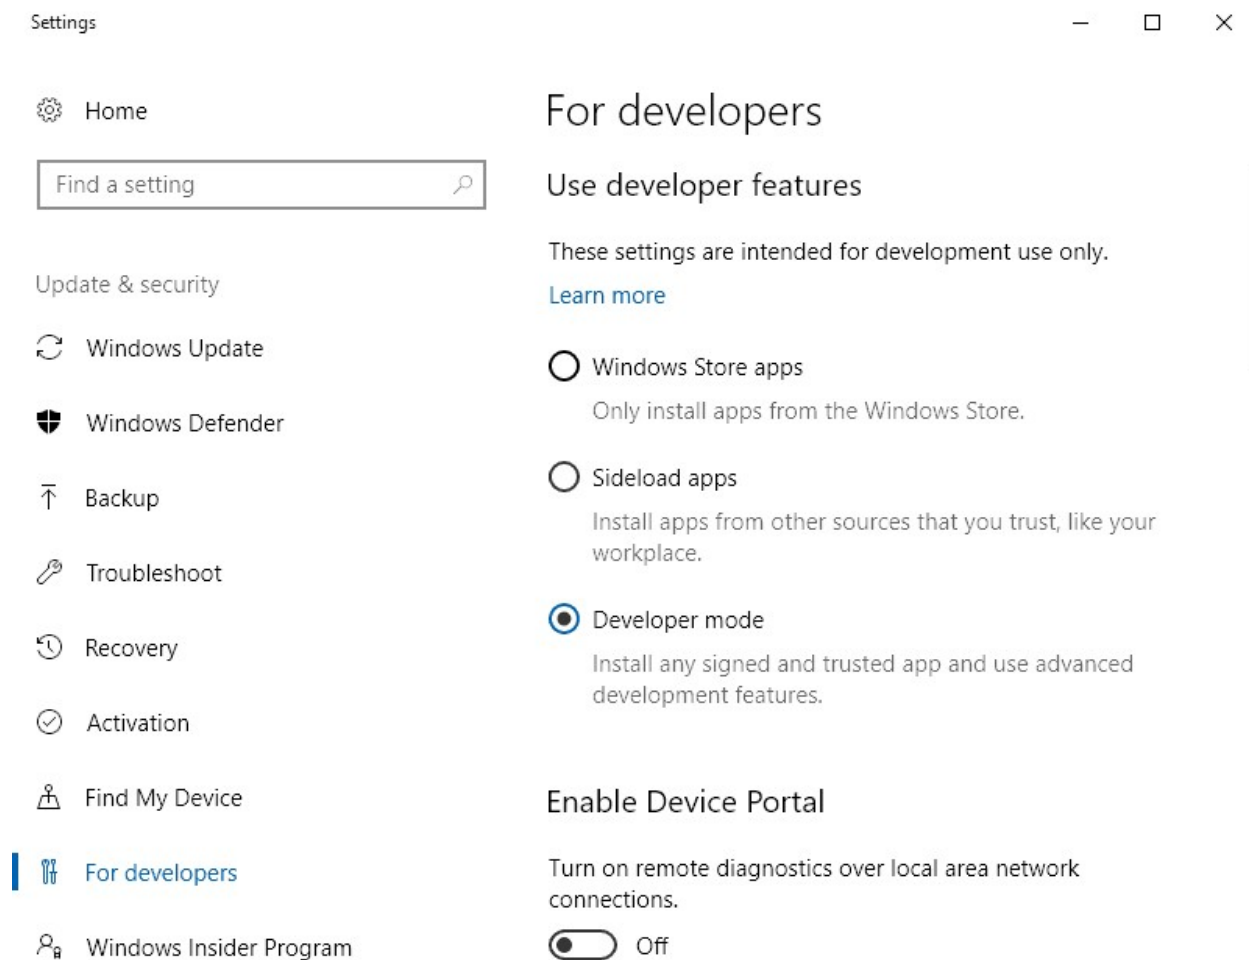 Settings
Home
Find a setting
Update & security
Windows Update
Windows Defender
Backup
Troubleshoot
Recovery
Activation
Find My Device
For developers
Windows Insider Program
For developers
Use developer features
These settings are intended for development use only.
Learn more
Windows Store apps
Only install apps from the Windows Store.
Sideload apps
Install apps from other sources that you trust, like your
workplace.
Developer mode
Install any signed and trusted app and use advanced
development features.
Enable Device Portal
Turn on remote diagnostics over local area network
connections.
Off